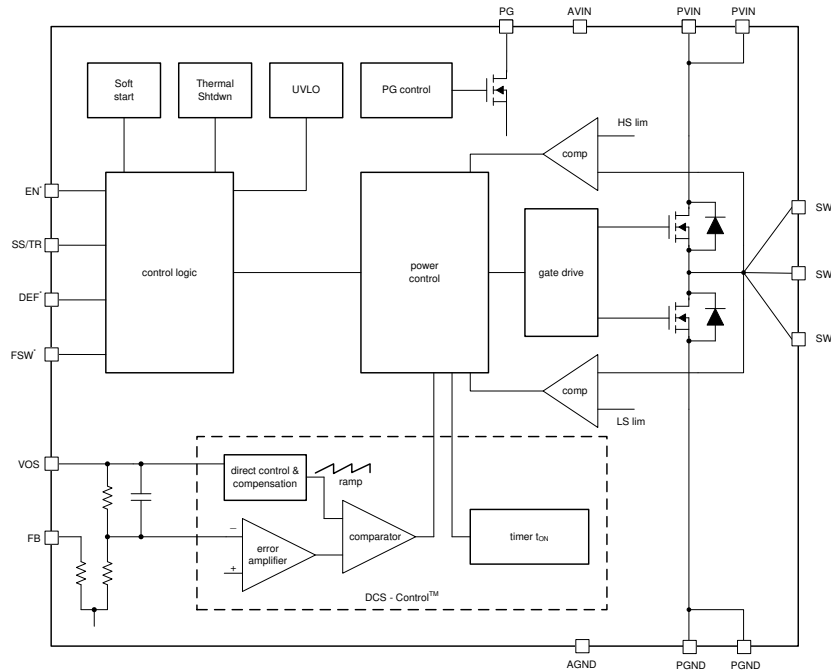 PG
AVIN
PVIN
PVIN
Soft
start
Thermal
Shtdwn
UVLO
PG control
HS lim
comp
EN*
SS/TR
DEF*
FSW*
control logic
power
control
gate drive
SW
SW
SW
comp
LS lim
VOS
FB
direct control &
compensation
ramp
_
error
amplifier
+
comparator
timer tON
DCS - ControlTM
AGND
PGND
PGND